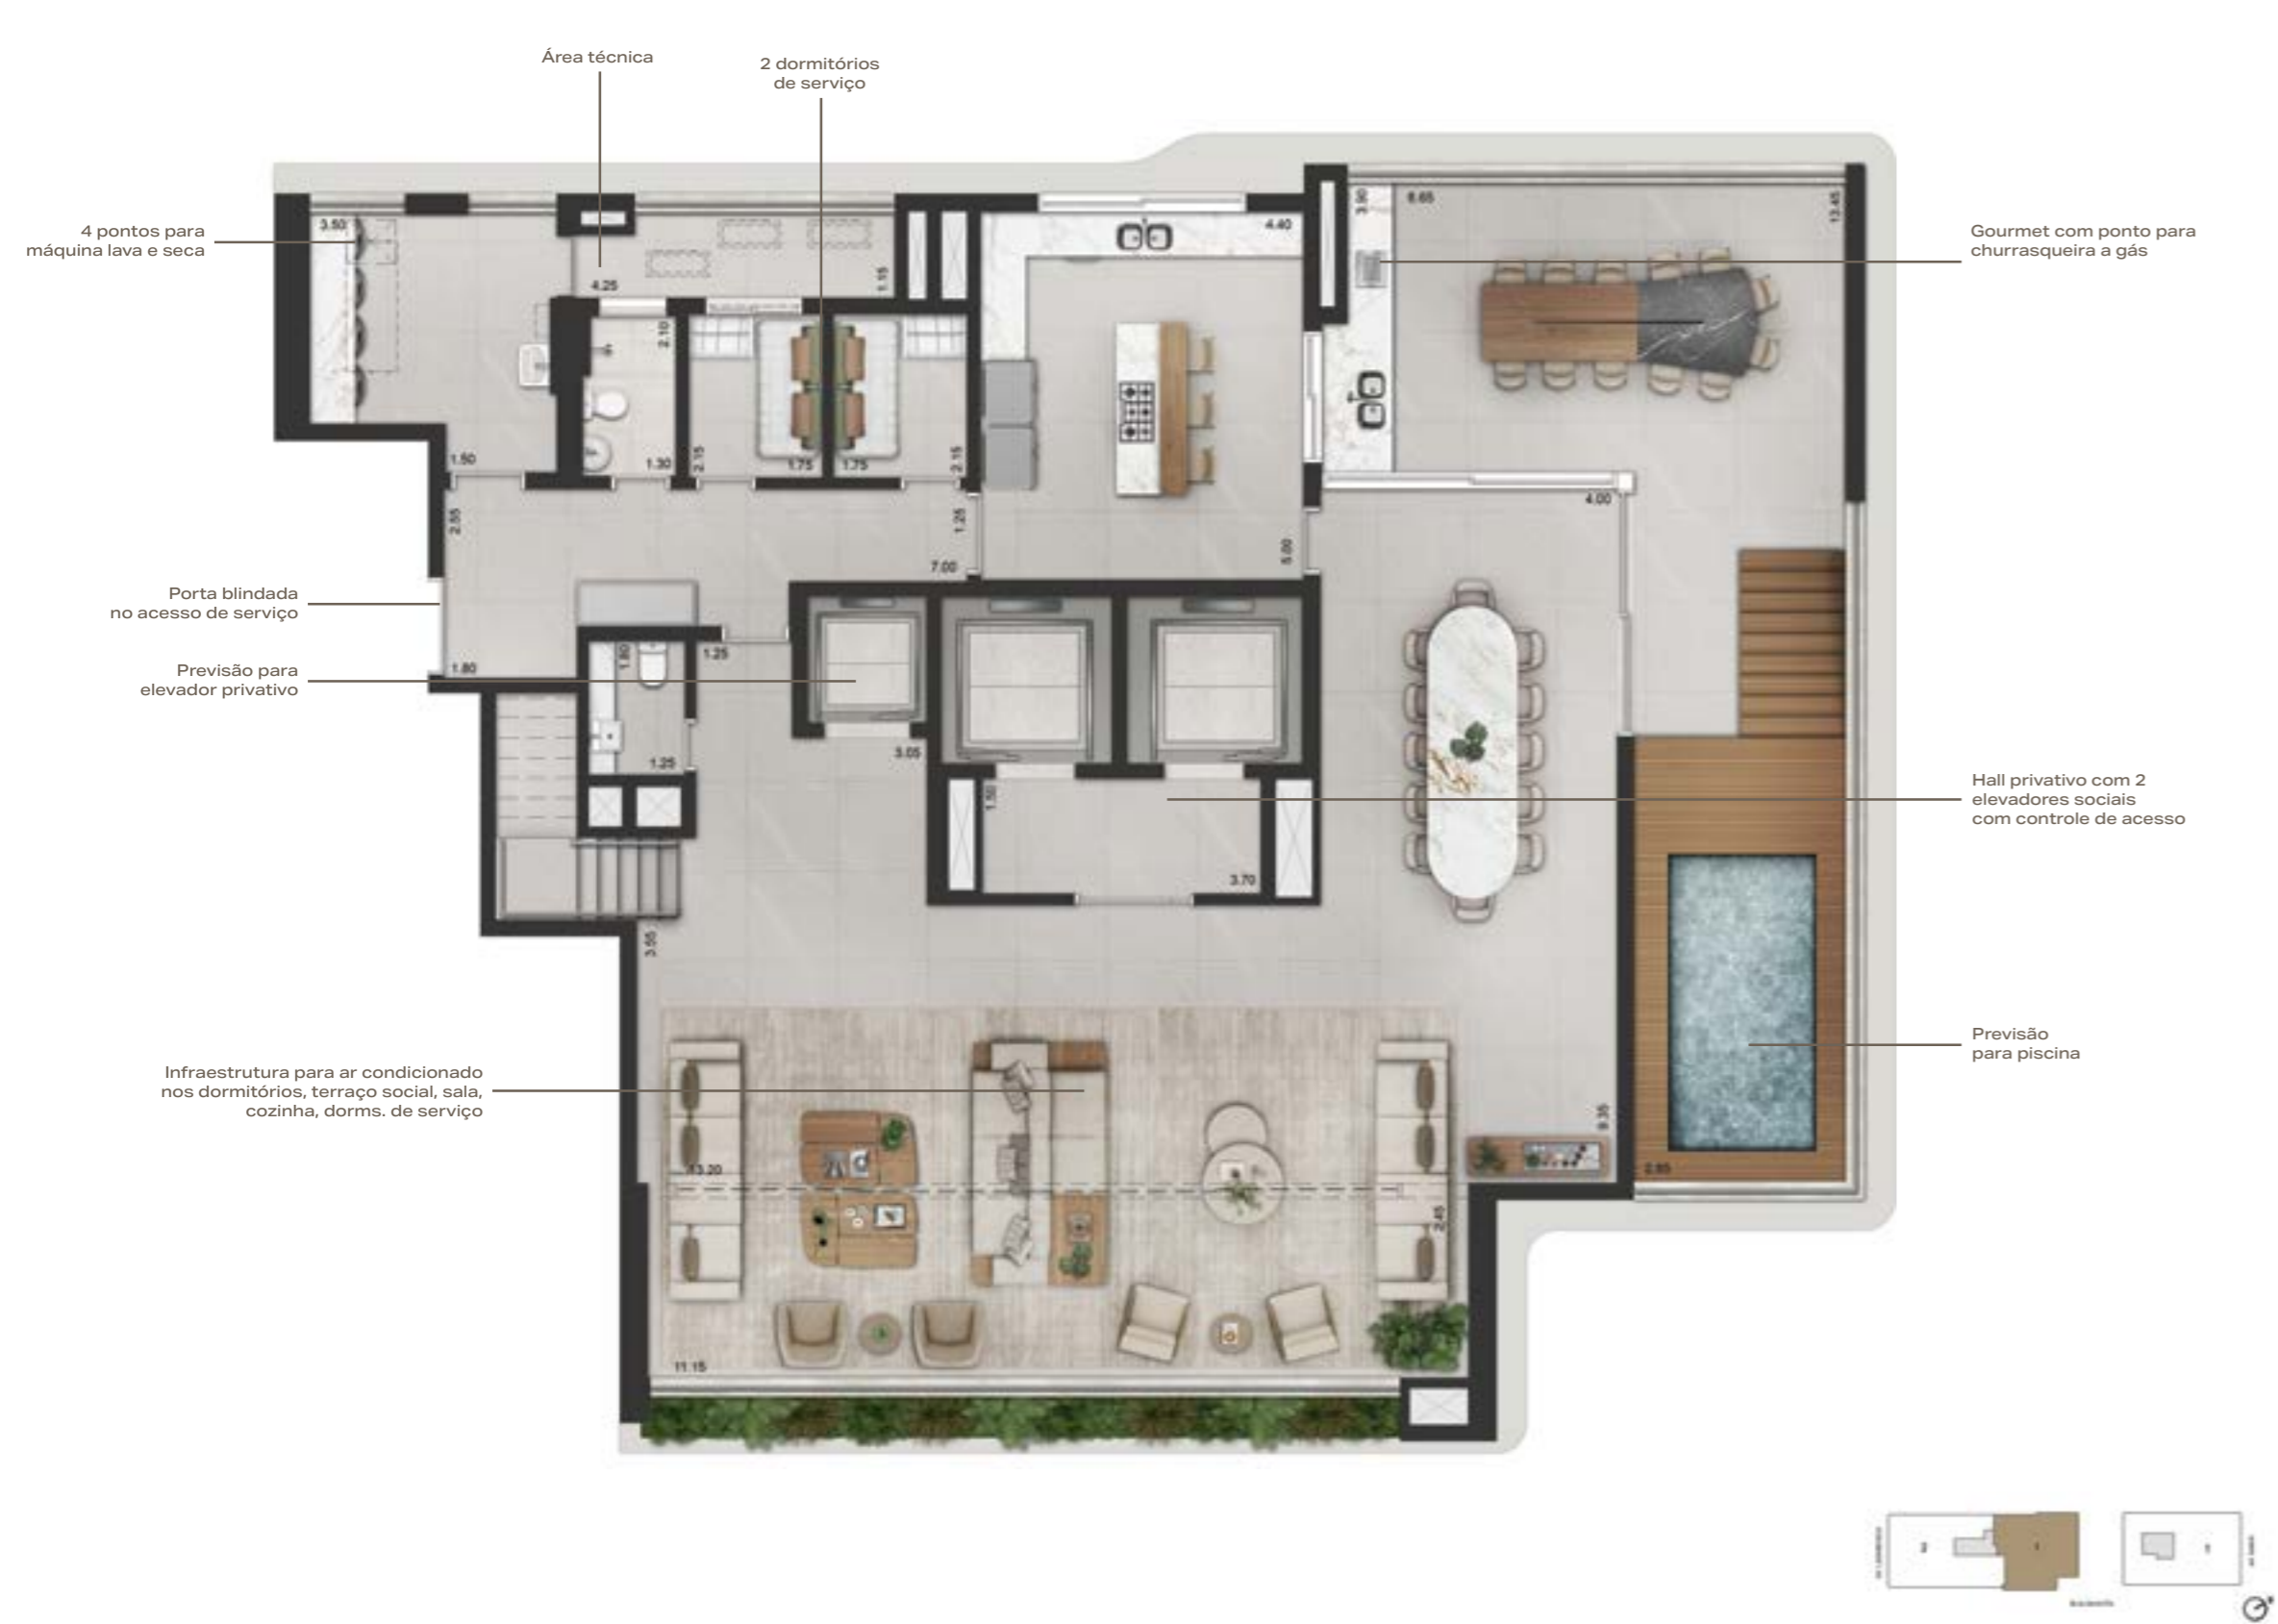 Área técnica
2 dormitórios
de serviço
4 pontos para
máquina lava e seca
Gourmet com ponto para
churrasqueira a gás
Porta blindada
no acesso de serviço
Previsão para
elevador privativo
Hall privativo com 2
elevadores sociais
com controle de acesso
Previsão
para piscina
Infraestrutura para ar condicionado
nos dormitórios, terraço social, sala,
cozinha, dorms. de serviço
3.50
4.25
1.15
2.10
1.30
2.15
1.75
1.75
2.15
1.50
2.55
1.25
7.00
4.40
5.00
3.90
6.65
12.45
4.00
1.80
1.80
1.25
1.25
3.05
1.50
3.70
3.55
9.35
2.85
13.20
2.45
11.15